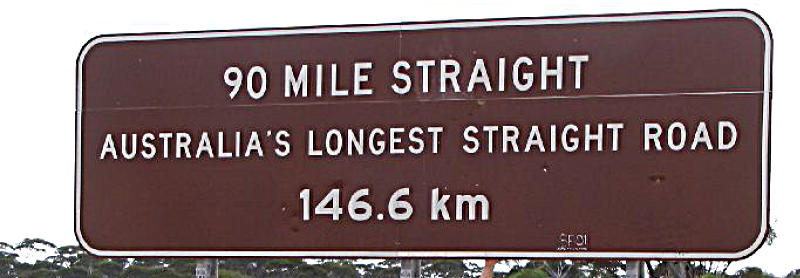 90 MILE STRAIGHT
AUSTRALIA'S LONGEST STRAIGHT ROAD
146.6 km